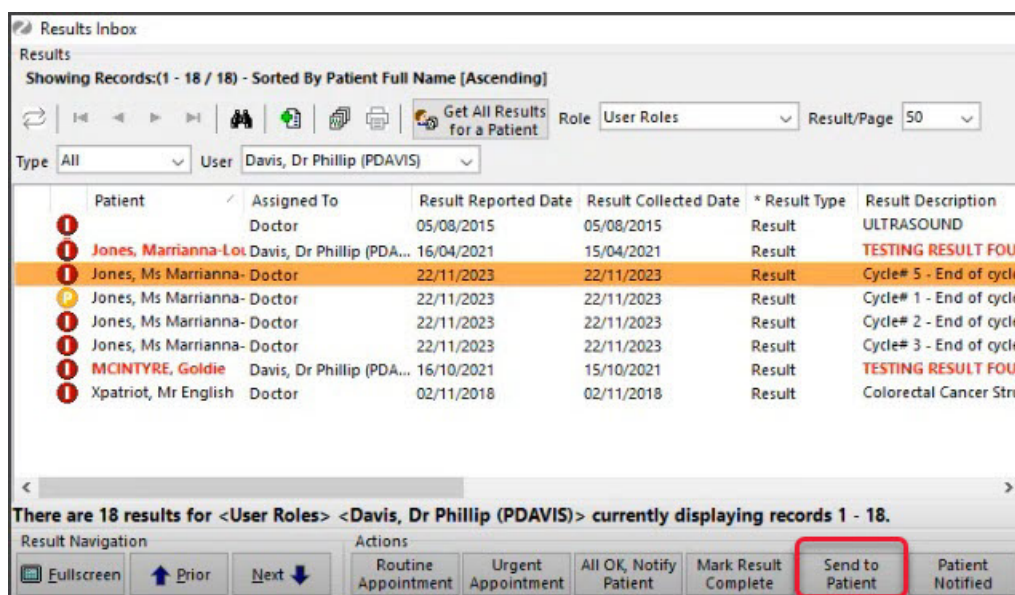 Results Inbox
Results
Showing Records:(1 - 18 / 18) - Sorted By Patient Full Name [Ascending]
Get All Results for a Patient Role User Roles Result/Page 50
Type All User Davis, Dr Phillip (PDAVIS)
Patient Assigned To Result Reported Date Result Collected Date * Result Type Result Description
I Doctor 05/08/2015 05/08/2015 Result ULTRASOUND
I Jones, Marrianna-Lou Davis, Dr Phillip (PDA... 16/04/2021 15/04/2021 Result TESTING RESULT FOU
I Jones, Ms Marrianna- Doctor 22/11/2023 22/11/2023 Result Cycle# 5 - End of cycle
P Jones, Ms Marrianna- Doctor 22/11/2023 22/11/2023 Result Cycle# 1 - End of cycle
I Jones, Ms Marrianna- Doctor 22/11/2023 22/11/2023 Result Cycle# 2 - End of cycle
I Jones, Ms Marrianna- Doctor 22/11/2023 22/11/2023 Result Cycle# 3 - End of cycle
I MCINTYRE, Goldie Davis, Dr Phillip (PDA... 16/10/2021 15/10/2021 Result TESTING RESULT FOU
I Xpatriot, Mr English Doctor 02/11/2018 02/11/2018 Result Colorectal Cancer Stru
There are 18 results for <User Roles> <Davis, Dr Phillip (PDAVIS)> currently displaying records 1 - 18.
Result Navigation Actions
Fullscreen Prior Next Routine Appointment Urgent Appointment All OK, Notify Patient Mark Result Complete Send to Patient Patient Notified